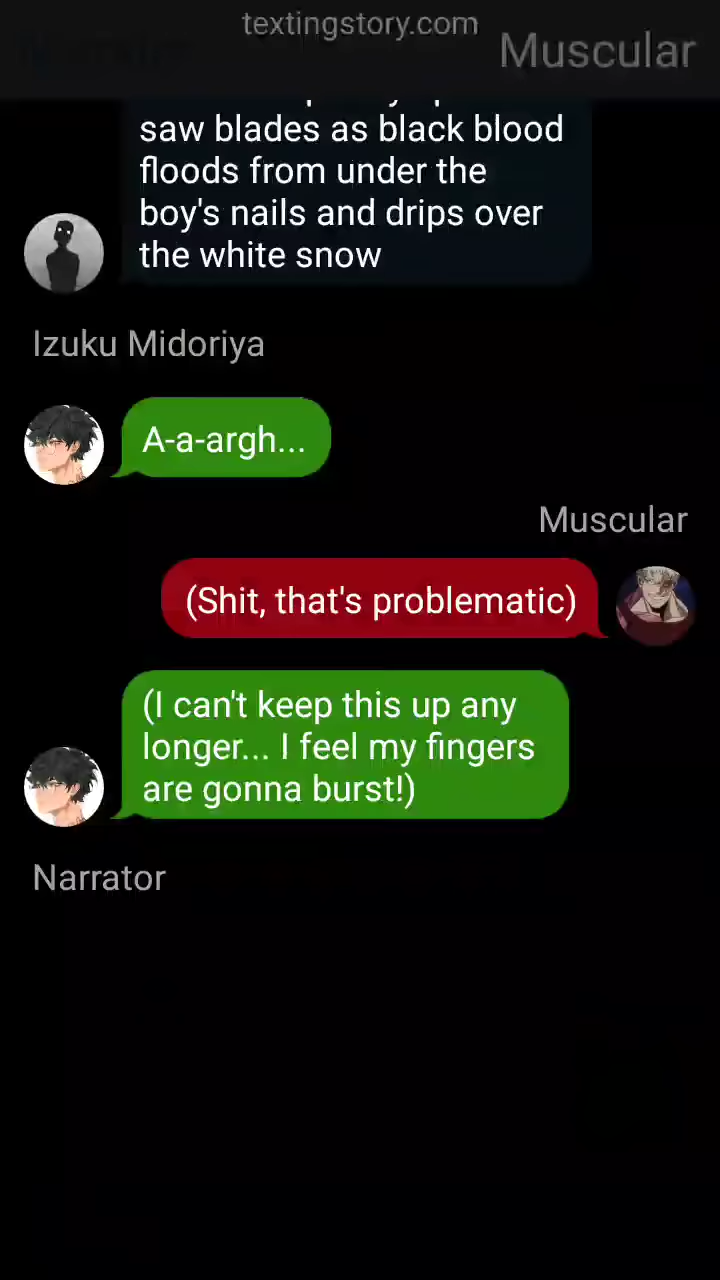 textingstory.com
Muscular
saw blades as black blood
floods from under the
boy's nails and drips over
the white snow
Izuku Midoriya
A-a-argh...
Muscular
(Shit, that's problematic)
(I can't keep this up any
longer... I feel my fingers
are gonna burst!)
Narrator